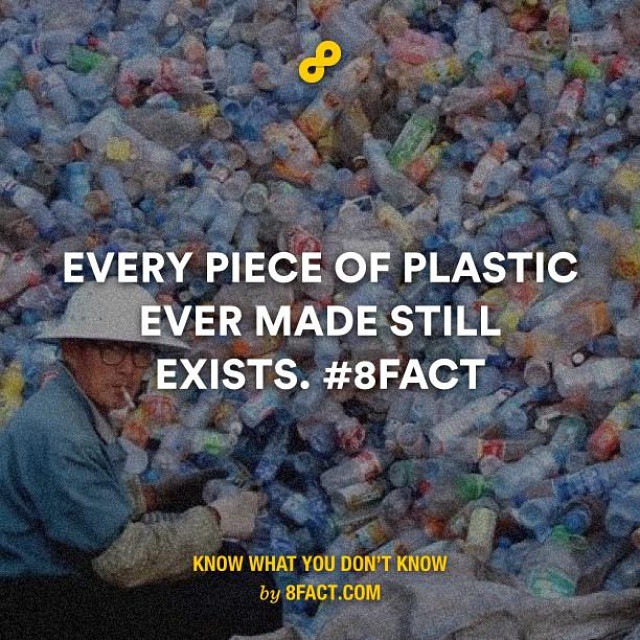 EVERY PIECE OF PLASTIC
EVER MADE STILL
EXISTS. #8FACT
KNOW WHAT YOU DON'T KNOW
by 8FACT.COM